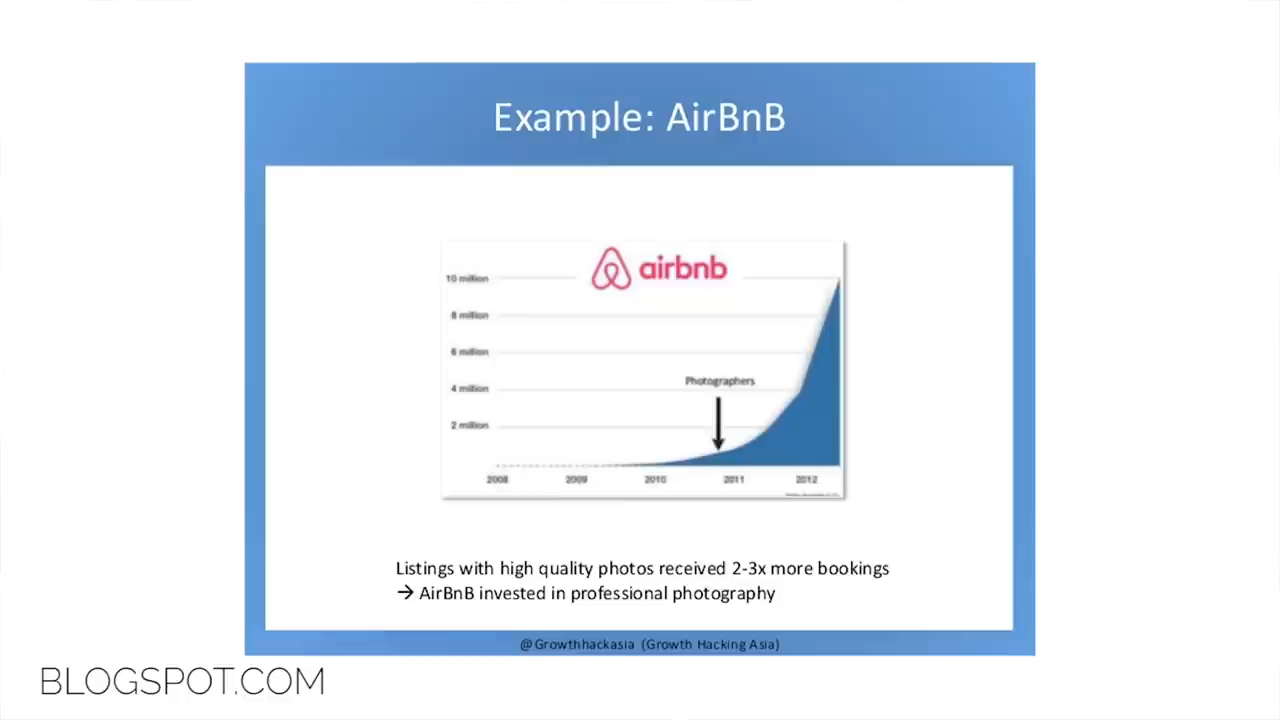 Example: AirBnB
airbnb
10 million
8 million
6 million
4 million
2 million
Photographers
2008 2009 2010 2011 2012
Listings with high quality photos received 2-3x more bookings
→ AirBnB invested in professional photography
@Growthhackasia (Growth Hacking Asia)
BLOGSPOT.COM